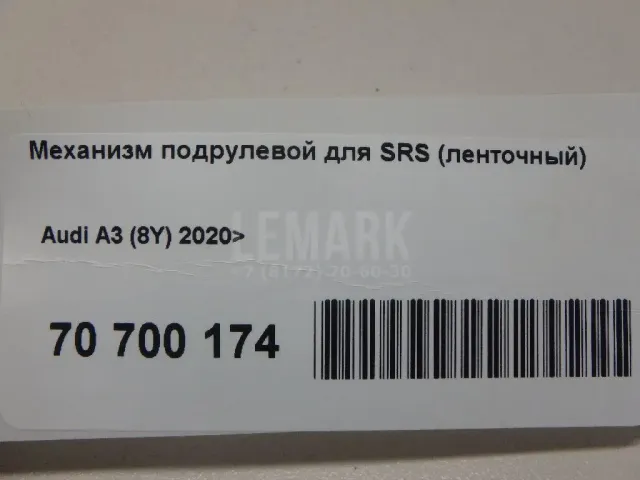 Механизм подрулевой для SRS (ленточный)
Audi A3 (8Y) 2020>
LEMARK
70 700 174